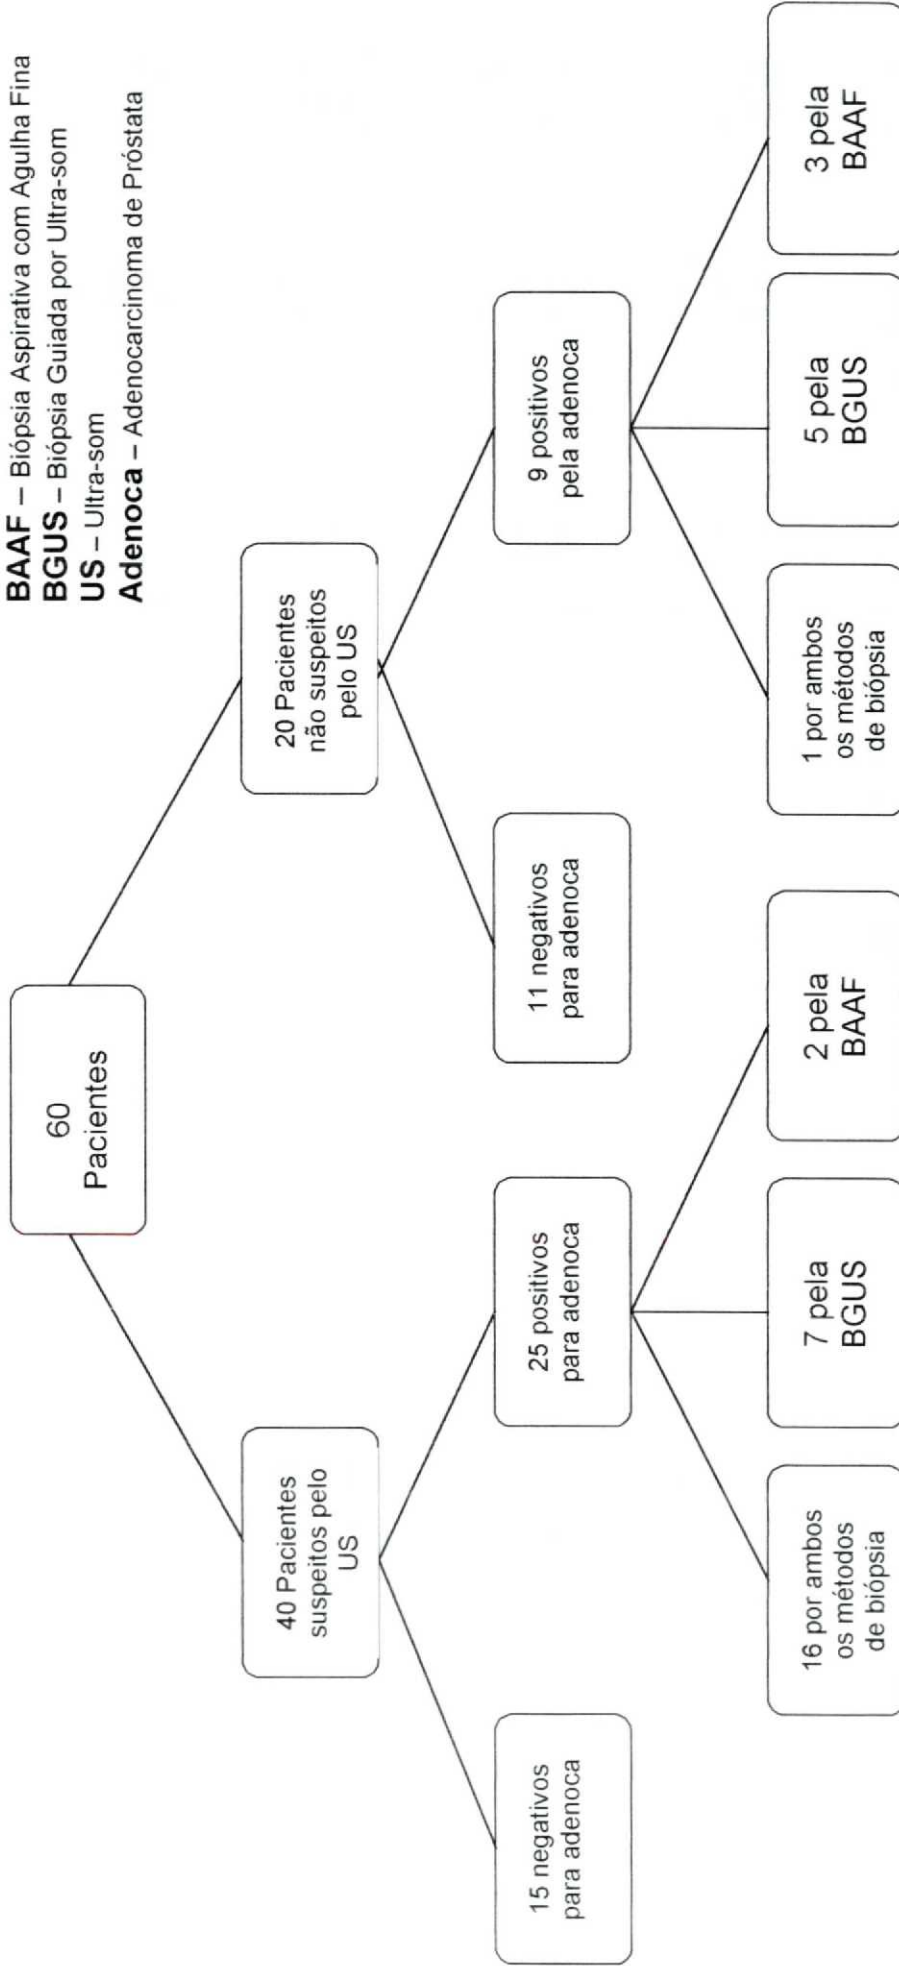 BAAF – Biópsia Aspirativa com Agulha Fina
BGUS – Biópsia Guiada por Ultra-som
US – Ultra-som
Adenoca – Adenocarcinoma de Próstata
60
Pacientes
40 Pacientes
suspeitos pelo
US
20 Pacientes
não suspeitos
pelo US
15 negativos
para adenoca
25 positivos
para adenoca
11 negativos
para adenoca
9 positivos
pela adenoca
16 por ambos
os métodos
de biópsia
7 pela
BGUS
2 pela
BAAF
1 por ambos
os métodos
de biópsia
5 pela
BGUS
3 pela
BAAF